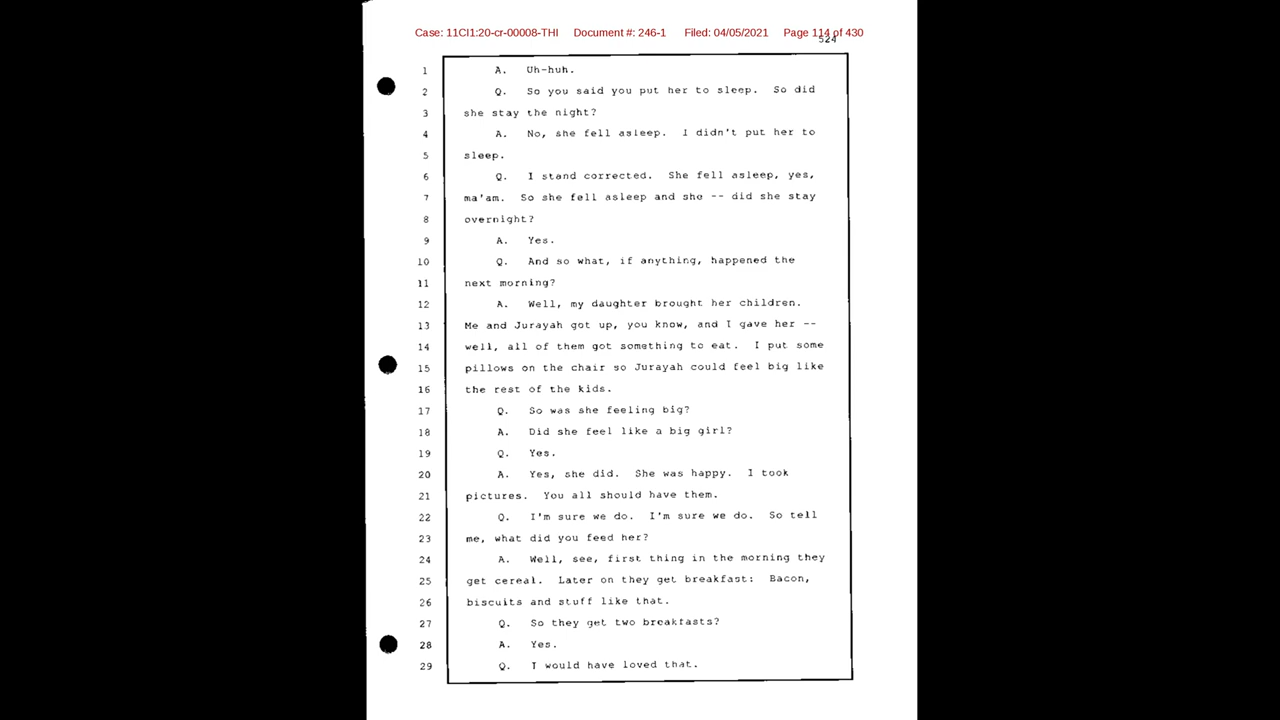 Case: 11CI1:20-cr-00008-THI Document #: 246-1 Filed: 04/05/2021 Page 114 of 430
524
1 A. Uh-huh.
2 Q. So you said you put her to sleep. So did
3 she stay the night?
4 A. No, she fell asleep. I didn't put her to
5 sleep.
6 Q. I stand corrected. She fell asleep, yes,
7 ma'am. So she fell asleep and she -- did she stay
8 overnight?
9 A. Yes.
10 Q. And so what, if anything, happened the
11 next morning?
12 A. Well, my daughter brought her children.
13 Me and Jurayah got up, you know, and I gave her --
14 well, all of them got something to eat. I put some
15 pillows on the chair so Jurayah could feel big like
16 the rest of the kids.
17 Q. So was she feeling big?
18 A. Did she feel like a big girl?
19 Q. Yes.
20 A. Yes, she did. She was happy. I took
21 pictures. You all should have them.
22 Q. I'm sure we do. I'm sure we do. So tell
23 me, what did you feed her?
24 A. Well, see, first thing in the morning they
25 get cereal. Later on they get breakfast: Bacon,
26 biscuits and stuff like that.
27 Q. So they get two breakfasts?
28 A. Yes.
29 Q. I would have loved that.